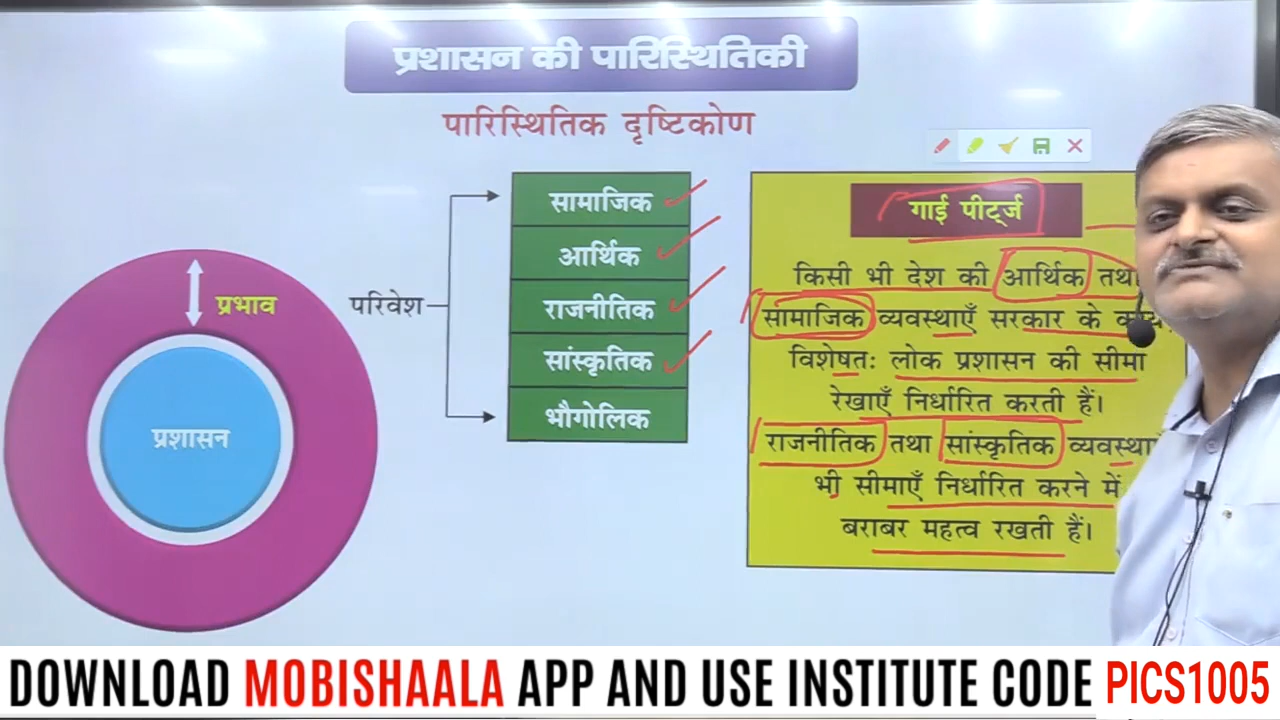 प्रशासन की पारिस्थितिकी
पारिस्थितिक दृष्टिकोण
सामाजिक
आर्थिक
राजनीतिक
सांस्कृतिक
भौगोलिक
परिवेश
प्रभाव
प्रशासन
गाई पीटर्ज
किसी भी देश की आर्थिक तथा
सामाजिक व्यवस्थाएँ सरकार के
विशेषतः लोक प्रशासन की सीमा
रेखाएँ निर्धारित करती हैं।
राजनीतिक तथा सांस्कृतिक व्यवस्था
भी सीमाएँ निर्धारित करने में
बराबर महत्व रखती हैं।
DOWNLOAD MOBISHAALA APP AND USE INSTITUTE CODE PICS1005